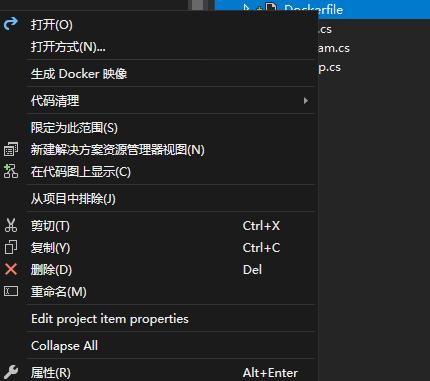 Dockerfile
打开(O)
.cs
打开方式(N)...
am.cs
生成 Docker 映像
p.cs
代码清理
限定为此范围(S)
新建解决方案资源管理器视图(N)
在代码图上显示(C)
从项目中排除(J)
剪切(T) Ctrl+X
复制(Y) Ctrl+C
删除(D) Del
重命名(M)
Edit project item properties
Collapse All
属性(R) Alt+Enter